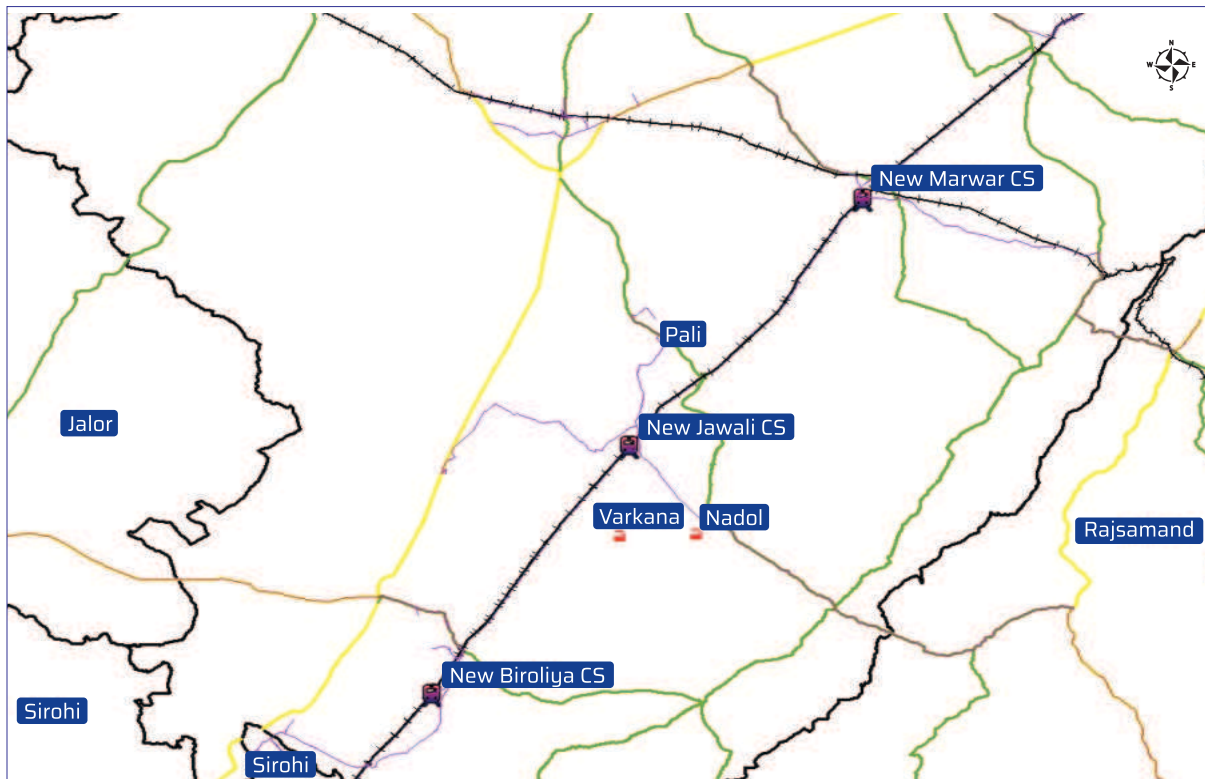 N
W E
S
New Marwar CS
Pali
Jalor
New Jawali CS
Varkana
Nadol
Rajsamand
New Biroliya CS
Sirohi
Sirohi